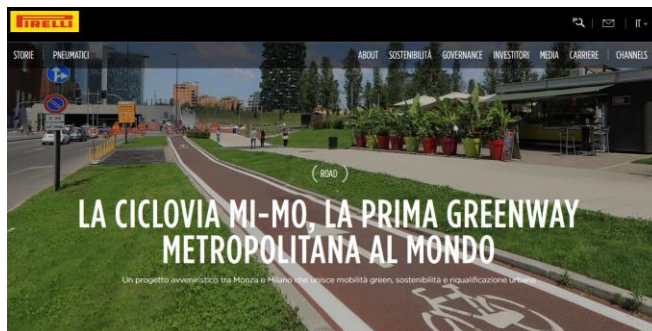 PIRELLI
IT
STORIE PNEUMATICI ABOUT SOSTENIBILITÀ GOVERNANCE INVESTITORI MEDIA CARRIERE CHANNELS
( ROAD )
LA CICLOVIA MI-MO, LA PRIMA GREENWAY
METROPOLITANA AL MONDO
Un progetto avveniristico tra Monza e Milano che unisce mobilità green, sostenibilità e riqualificazione urbana